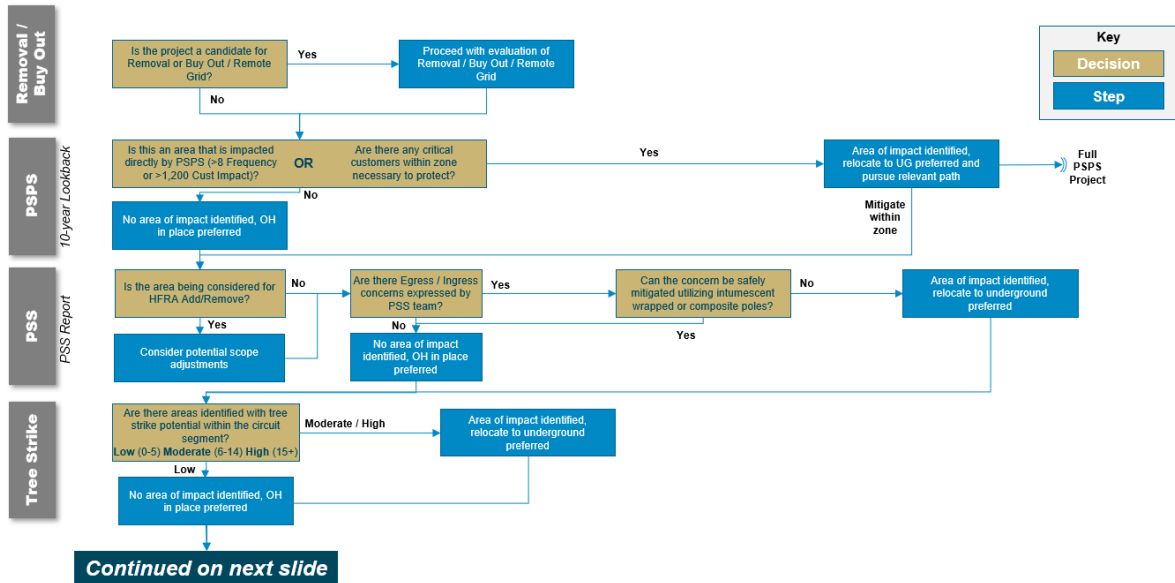 Removal /
Buy Out
Is the project a candidate for
Removal or Buy Out / Remote
Grid?
Yes
Proceed with evaluation of
Removal / Buy Out / Remote
Grid
No
Key
Decision
Step
PSPS
10-year Lookback
Is this an area that is impacted
directly by PSPS (>8 Frequency
or >1,200 Cust Impact)?
OR
Are there any critical
customers within zone
necessary to protect?
Yes
Area of impact identified,
relocate to UG preferred and
pursue relevant path
Full
PSPS
Project
No
No area of impact identified, OH
in place preferred
Mitigate
within
zone
PSS
PSS Report
Is the area being considered for
HFRA Add/Remove?
No
Are there Egress / Ingress
concerns expressed by
PSS team?
Yes
Can the concern be safely
mitigated utilizing intumescent
wrapped or composite poles?
No
Area of impact identified,
relocate to underground
preferred
Yes
Consider potential scope
adjustments
No
Yes
No area of impact
identified, OH in place
preferred
Tree Strike
Are there areas identified with tree
strike potential within the circuit
segment?
Low (0-5) Moderate (6-14) High (15+)
Moderate / High
Area of impact identified,
relocate to underground
preferred
Low
No area of impact identified, OH
in place preferred
Continued on next slide